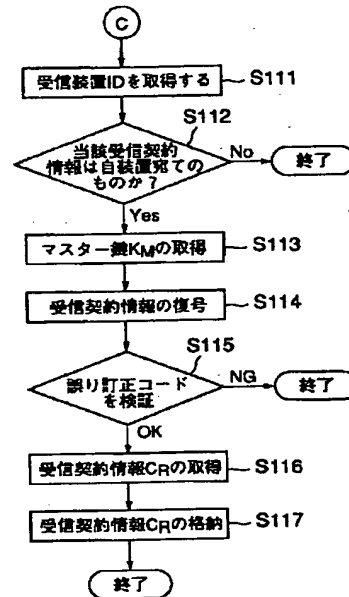 C
受信装置IDを取得する
S111
S112
当該受信契約
情報は自装置宛ての
ものか?
No
終了
Yes
マスター鍵KMの取得
S113
受信契約情報の復号
S114
S115
誤り訂正コード
を検証
NG
終了
OK
受信契約情報CRの取得
S116
受信契約情報CRの格納
S117
終了